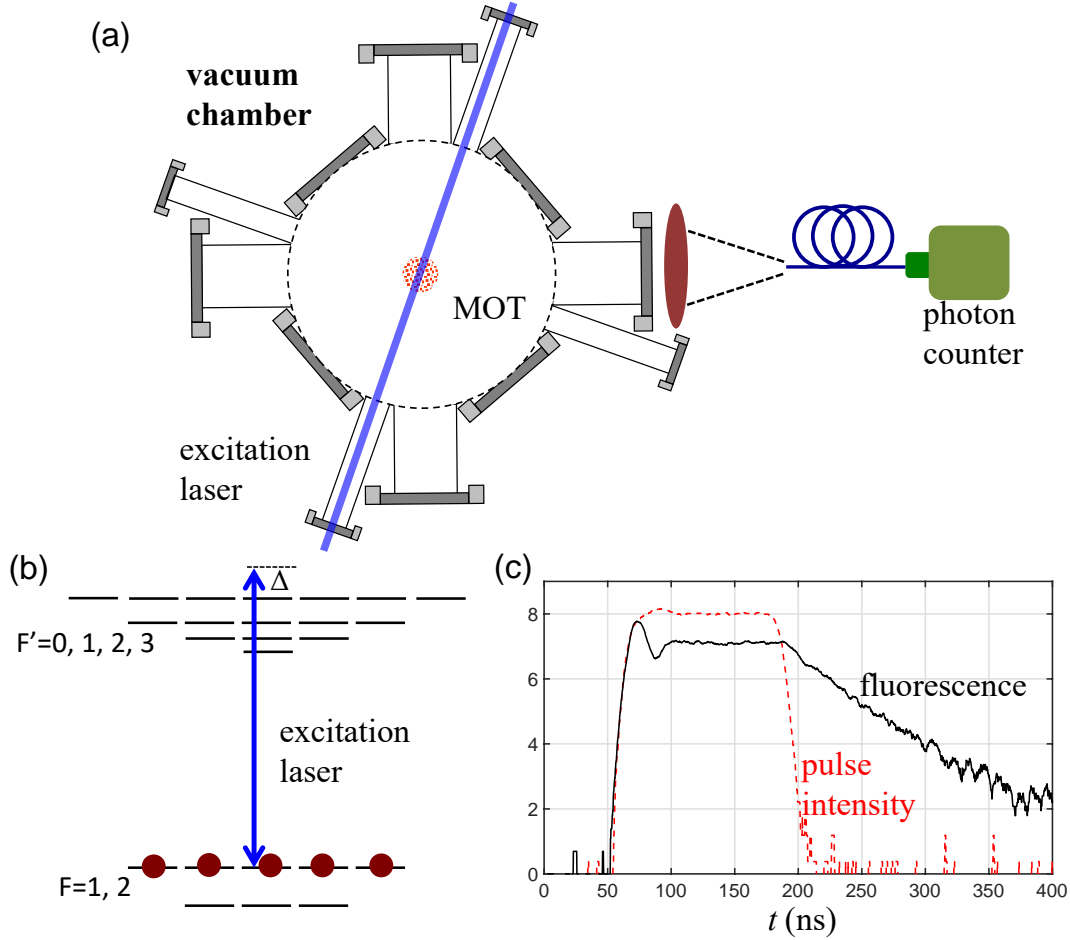 (a)
vacuum
chamber
MOT
photon
counter
excitation
laser
(b)
Δ
F'=0, 1, 2, 3
excitation
laser
F=1, 2
(c)
8
6
4
2
0
fluorescence
pulse
intensity
0 50 100 150 200 250 300 350 400
t (ns)